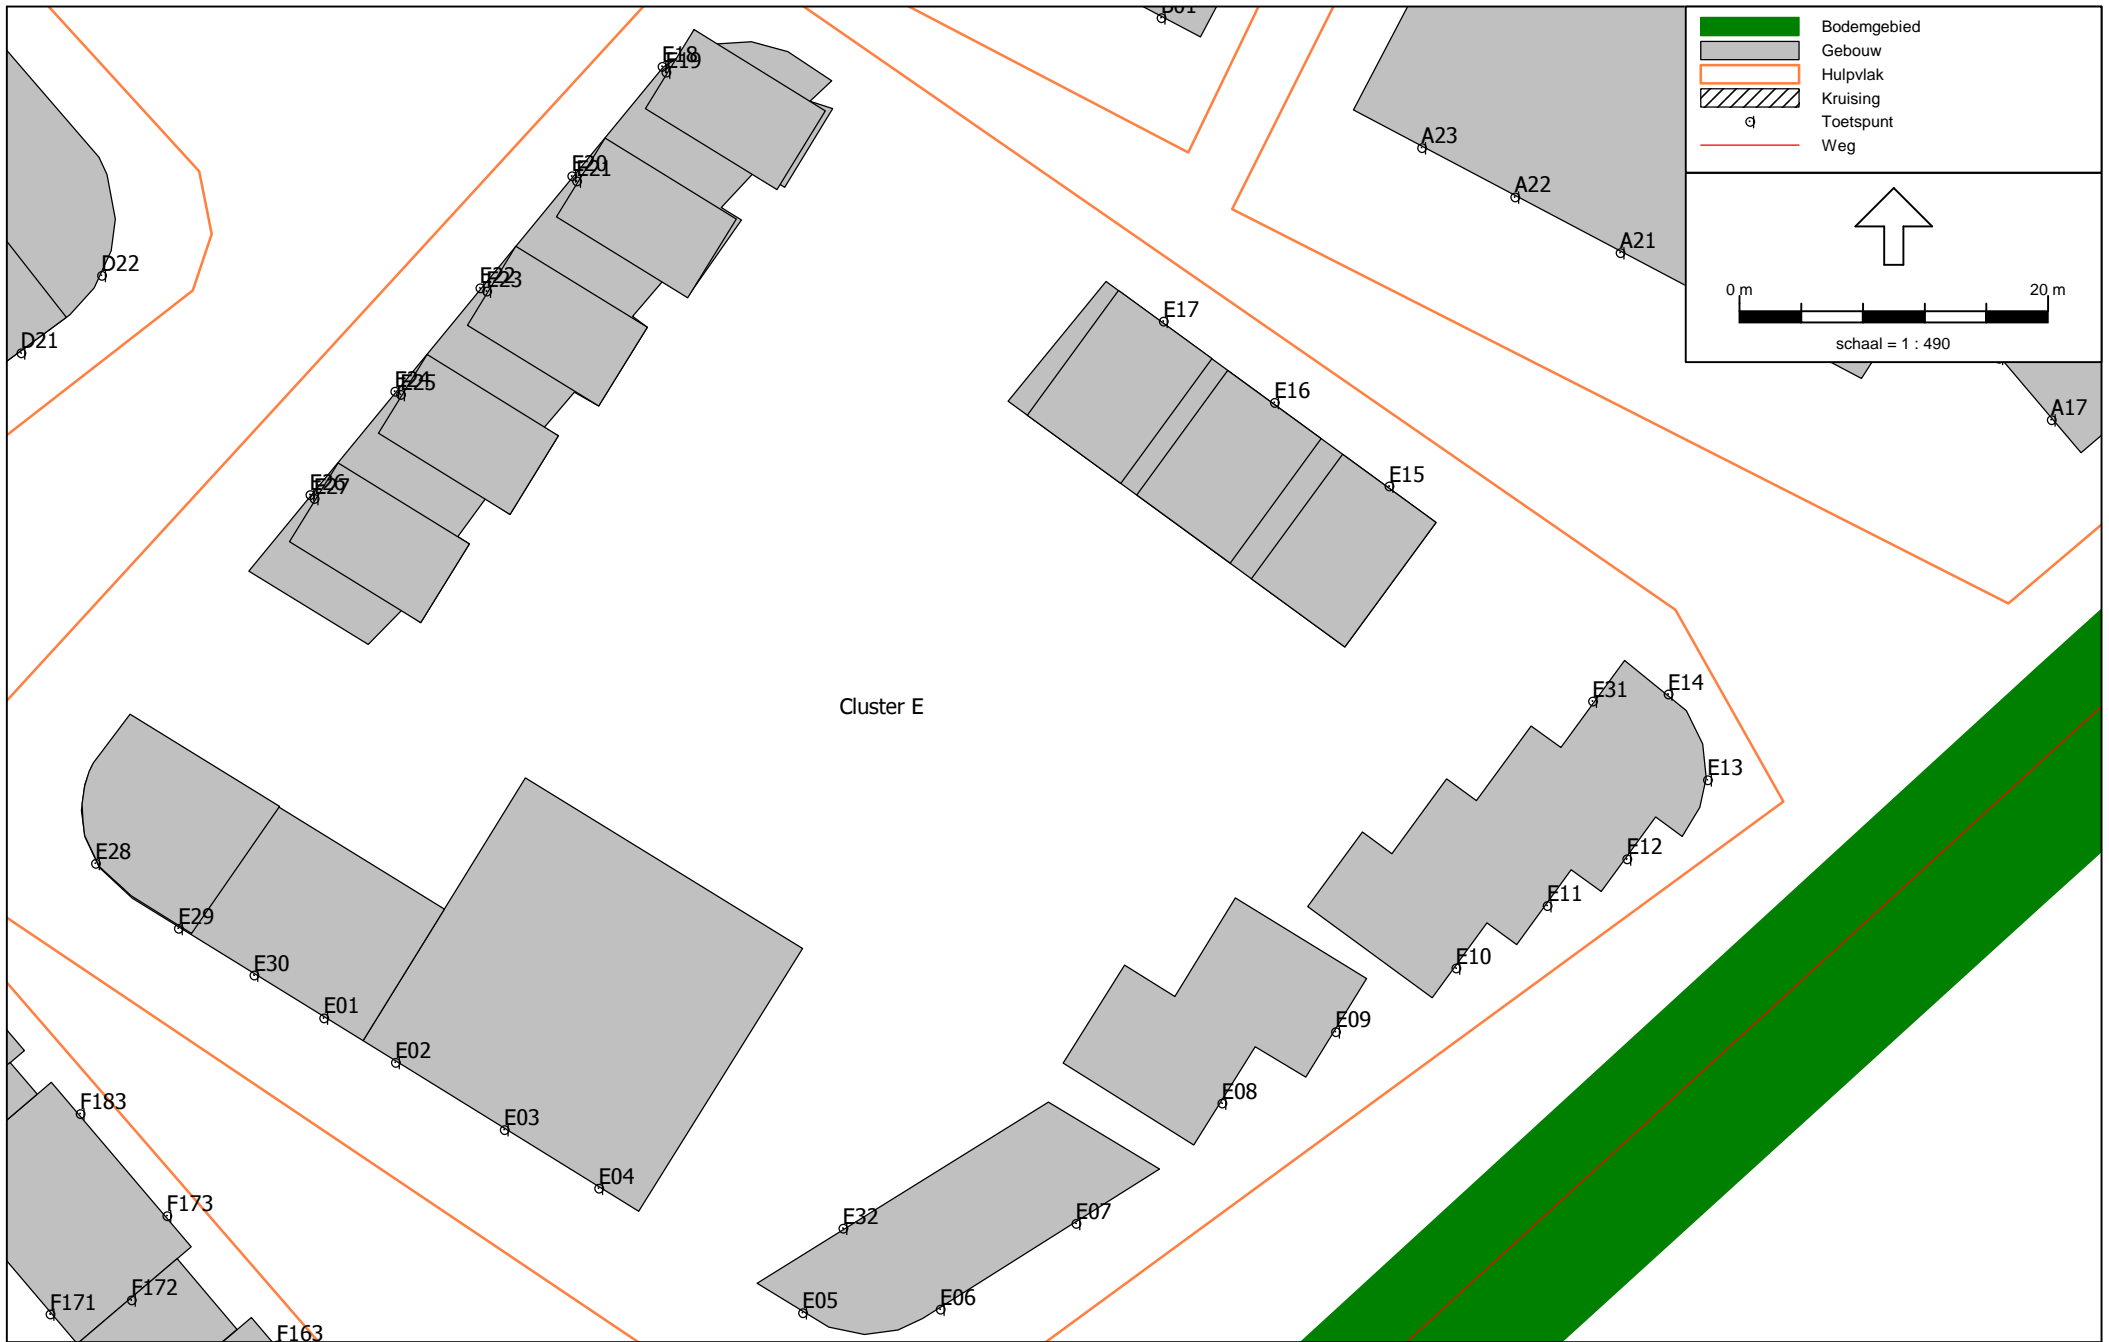 B01
Bodemgebied
Gebouw
Hulpvlak
Kruising
Toetspunt
Weg
E18
E19
A23
E20
E21
A22
A21
D22
E22
E23
0 m
20 m
schaal = 1 : 490
E17
D21
E24
E25
E16
A17
E15
E26
E27
Cluster E
E31
E14
E13
E28
E12
E29
E11
E30
E10
E01
E09
E02
E08
F183
E03
E04
F173
E32
E07
F171
F172
E05
E06
F163